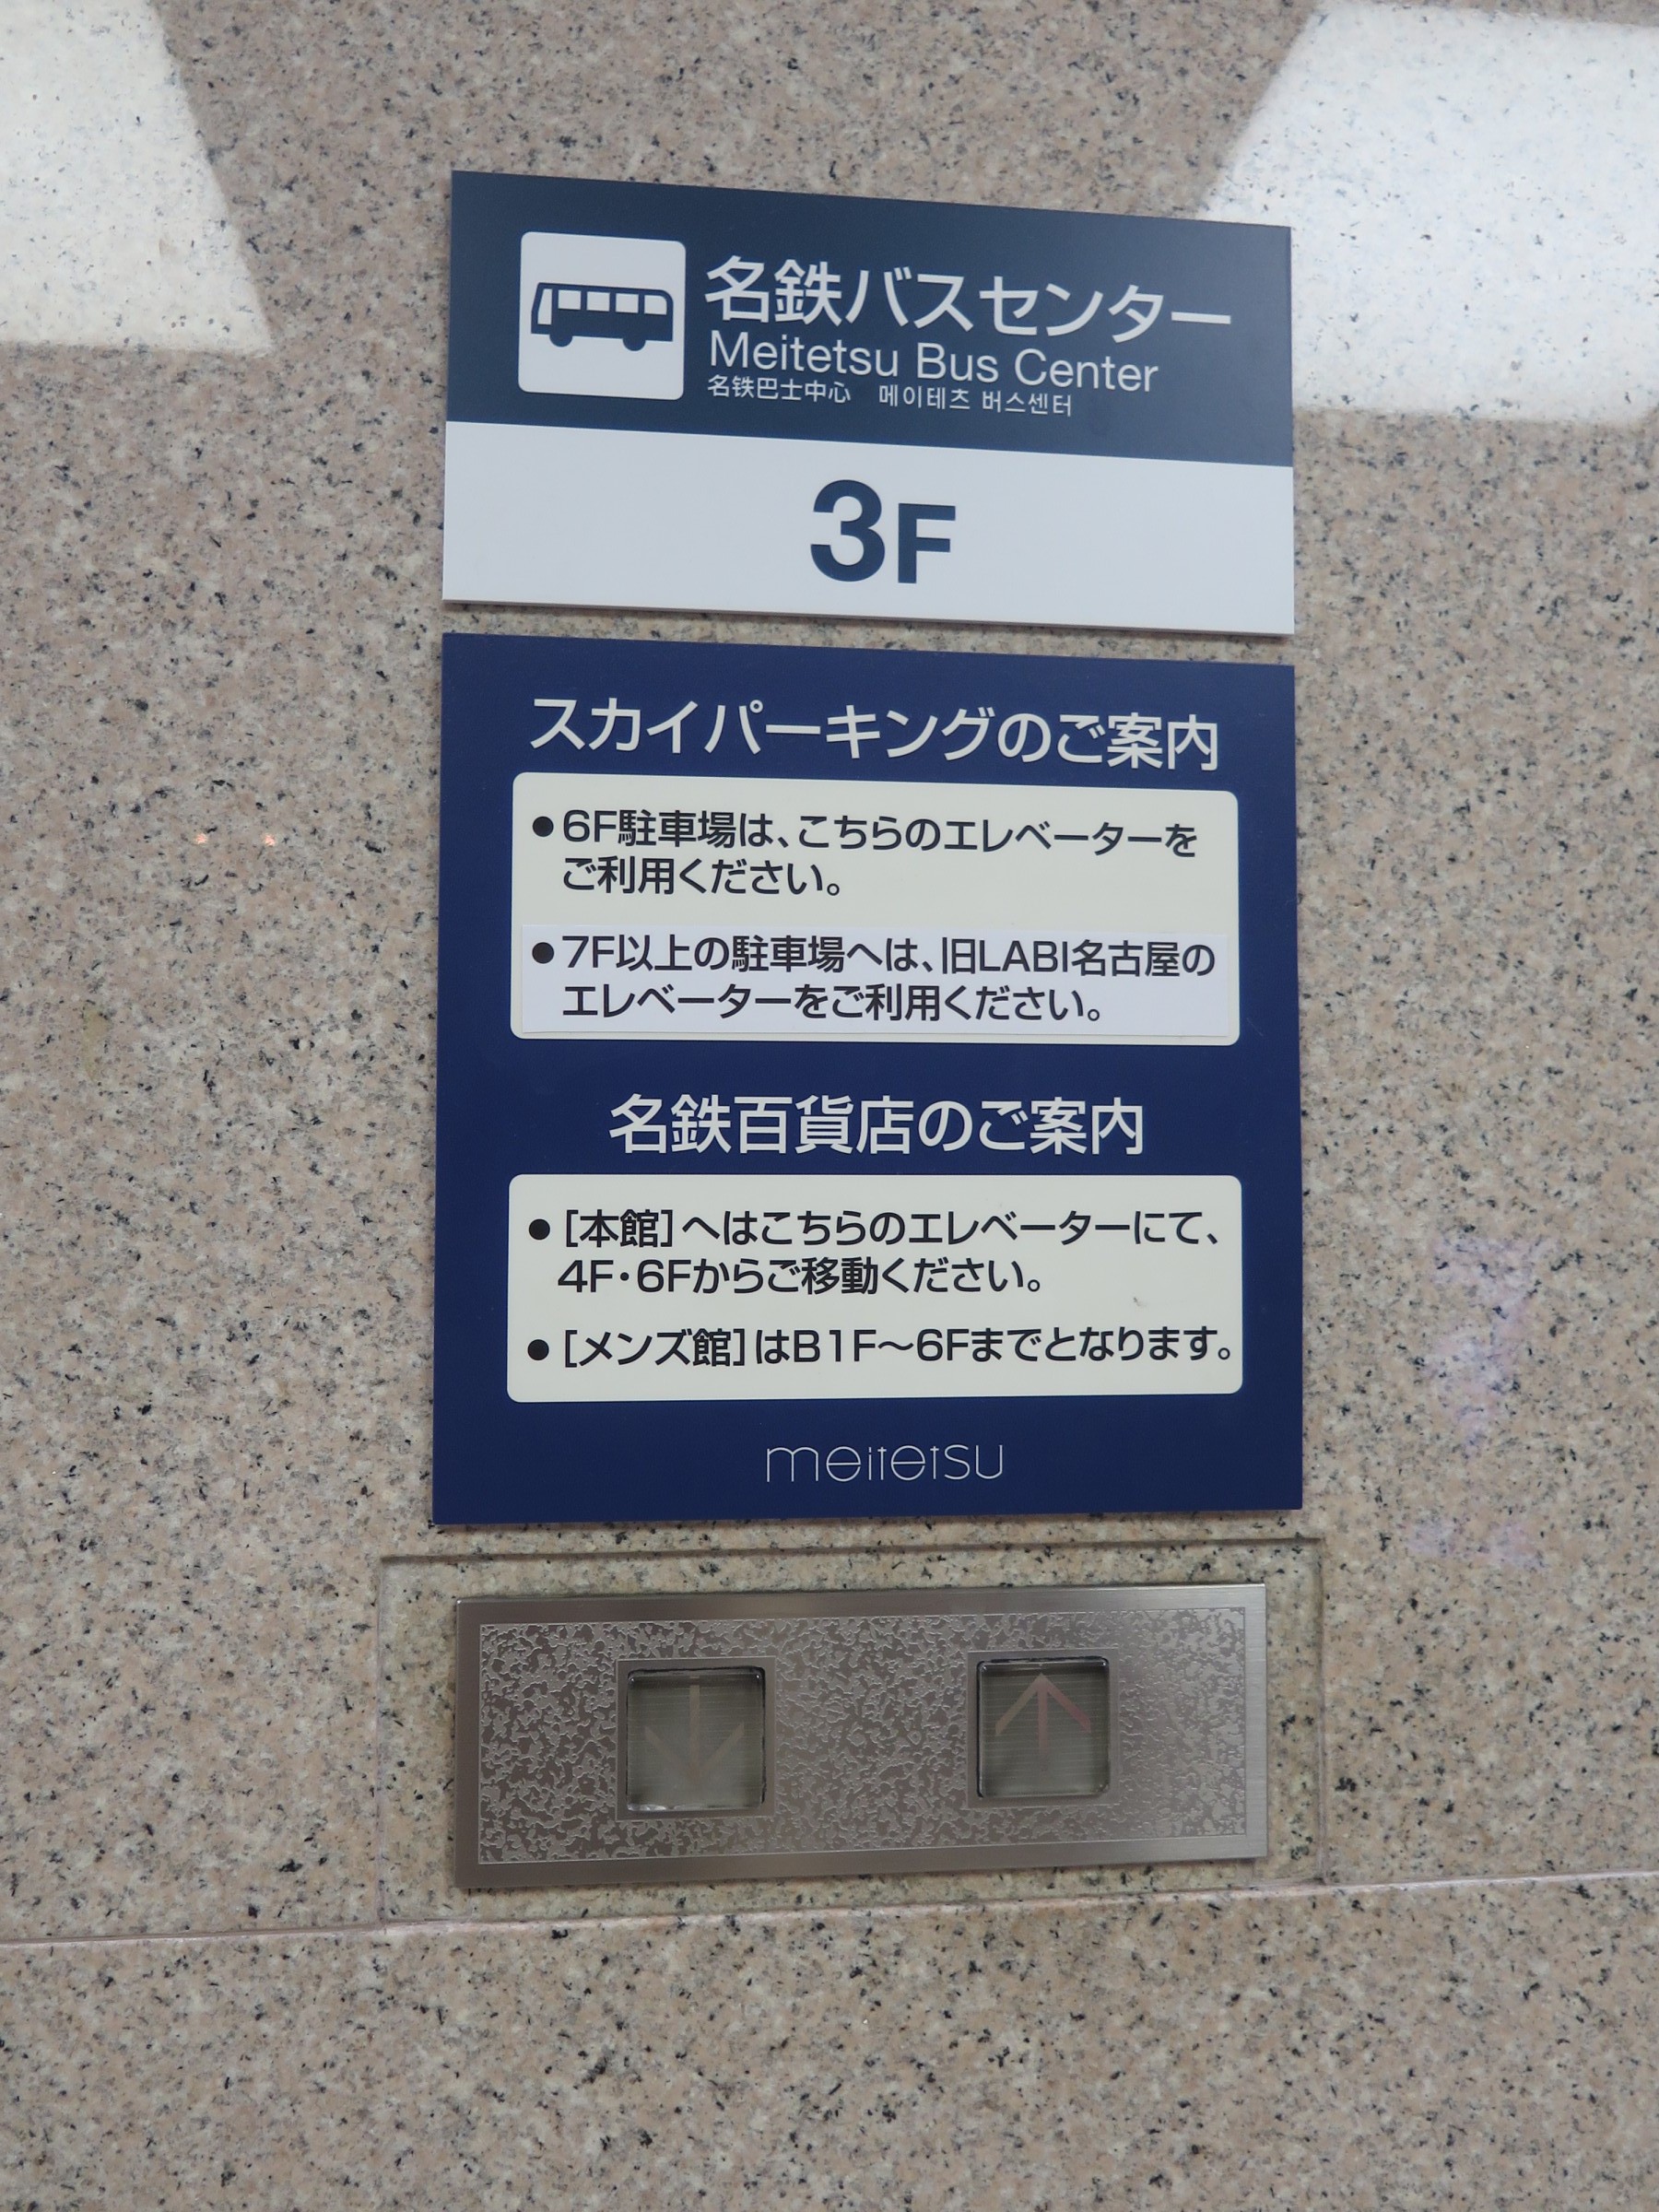 名鉄バスセンター
Meitetsu Bus Center
名铁巴士中心　메이테츠 버스센터
3F
スカイパーキングのご案内
●6F駐車場は、こちらのエレベーターを
ご利用ください。
●7F以上の駐車場へは、旧LABI名古屋の
エレベーターをご利用ください。
名鉄百貨店のご案内
●[本館]へはこちらのエレベーターにて、
4F・6Fからご移動ください。
●[メンズ館]はB1F〜6Fまでとなります。
meitetsu
↓ ↑